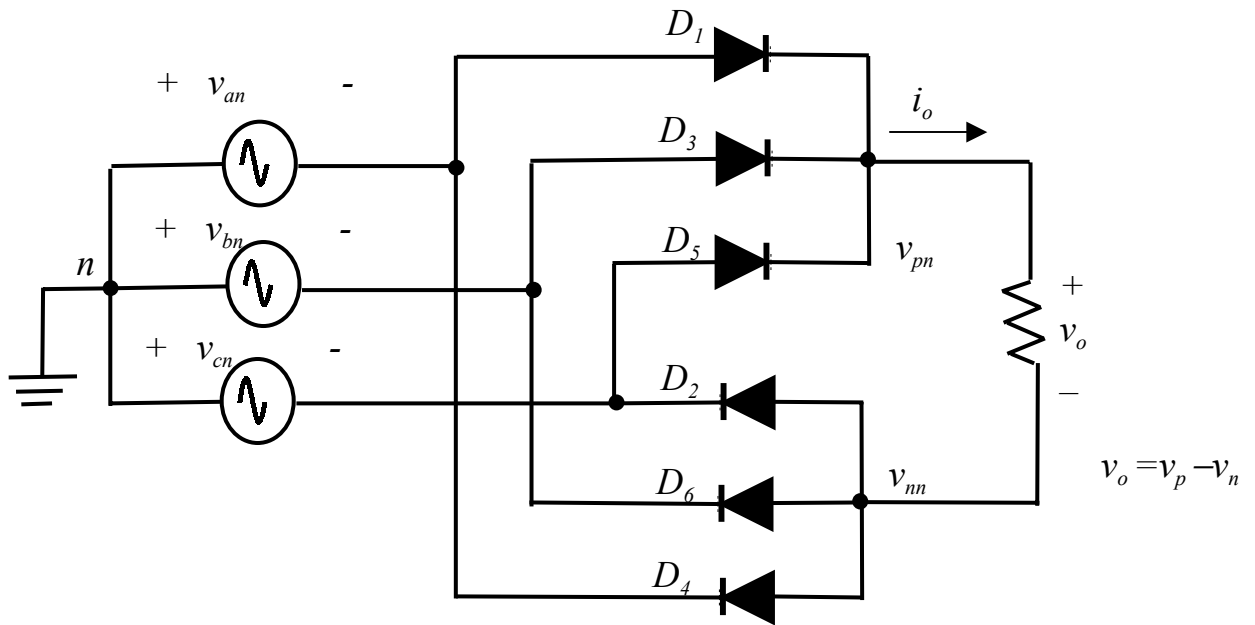 D1
+ van -
io
D3
+ vbn -
n
D5
vpn
+
vo
−
+ vcn -
D2
vo = vp − vn
D6
vnn
D4